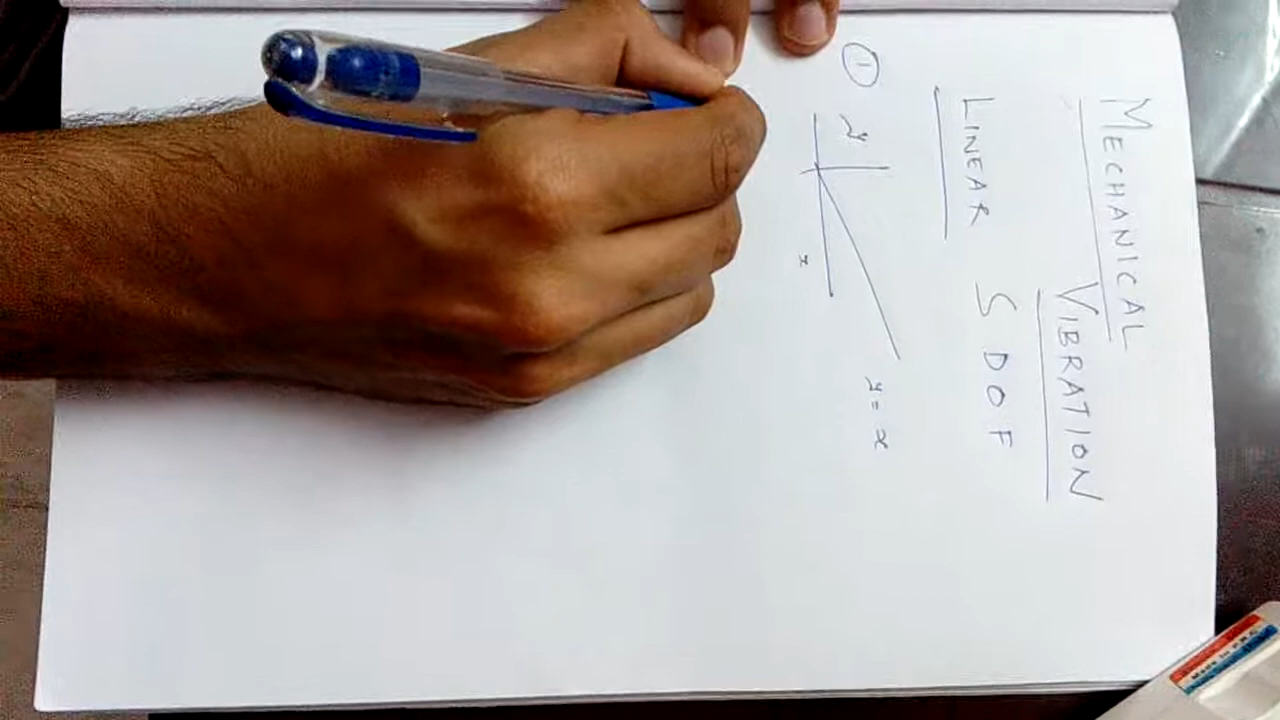 MECHANICAL
VIBRATION
LINEAR SDOF
1
y
x
y = x